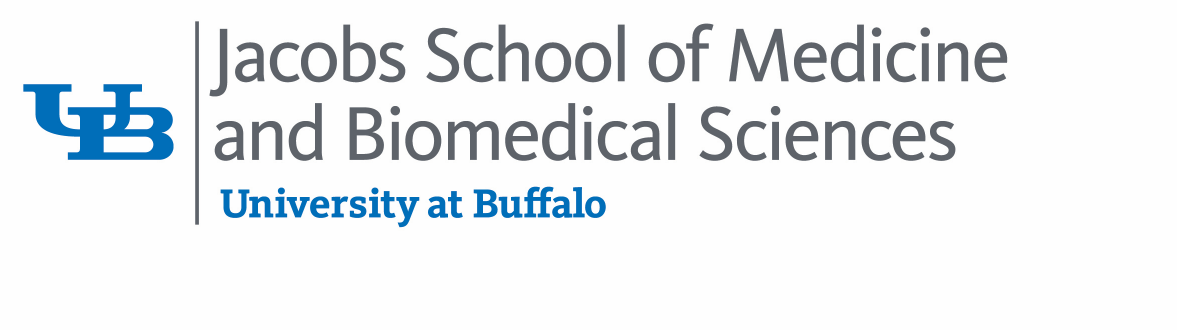 UB
Jacobs School of Medicine
and Biomedical Sciences
University at Buffalo